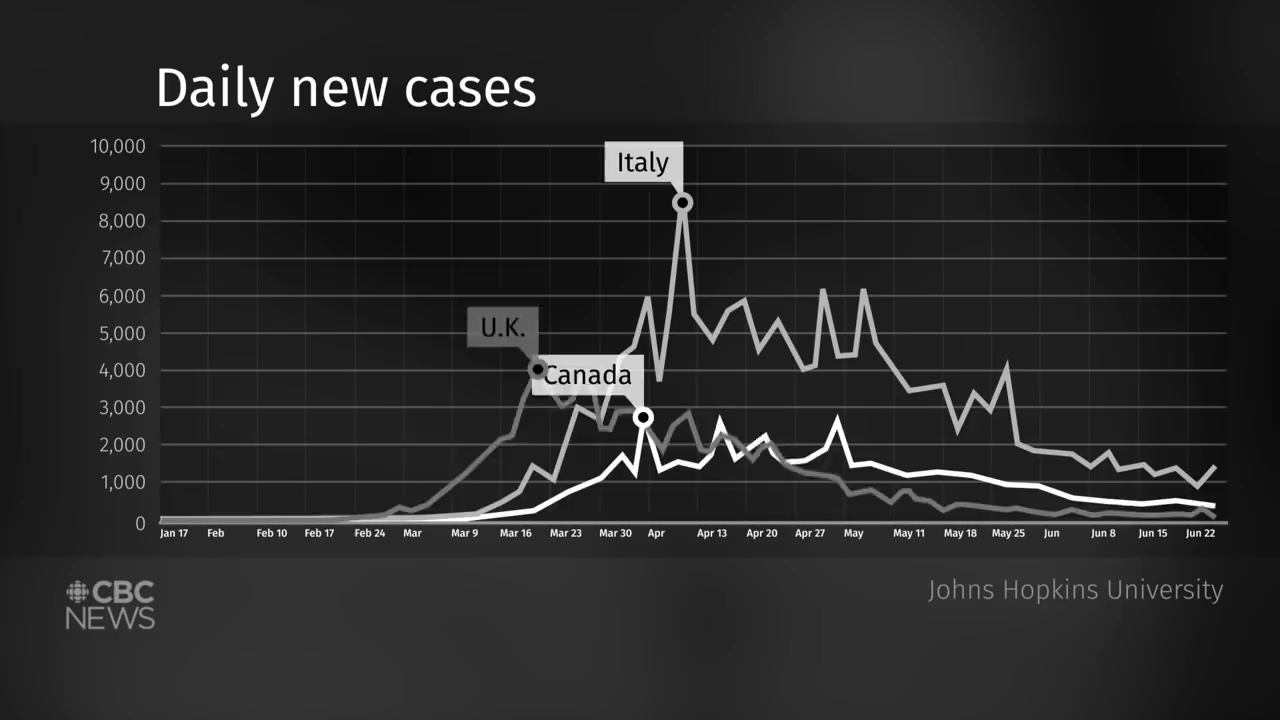 Daily new cases
10,000
9,000
8,000
7,000
6,000
5,000
4,000
3,000
2,000
1,000
0
Italy
U.K.
Canada
Jan 17 Feb Feb 10 Feb 17 Feb 24 Mar Mar 9 Mar 16 Mar 23 Mar 30 Apr Apr 13 Apr 20 Apr 27 May May 11 May 18 May 25 Jun Jun 8 Jun 15 Jun 22
CBC
NEWS
Johns Hopkins University